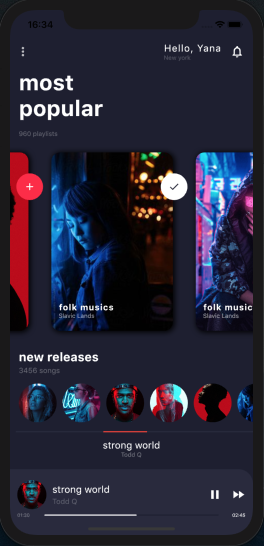 16:34
Hello, Yana
New york
most
popular
960 playlists
folk musics
Slavic Lands
folk music
Slavic Lands
new releases
3456 songs
strong world
Todd Q
strong world
Todd Q
01:20
02:45